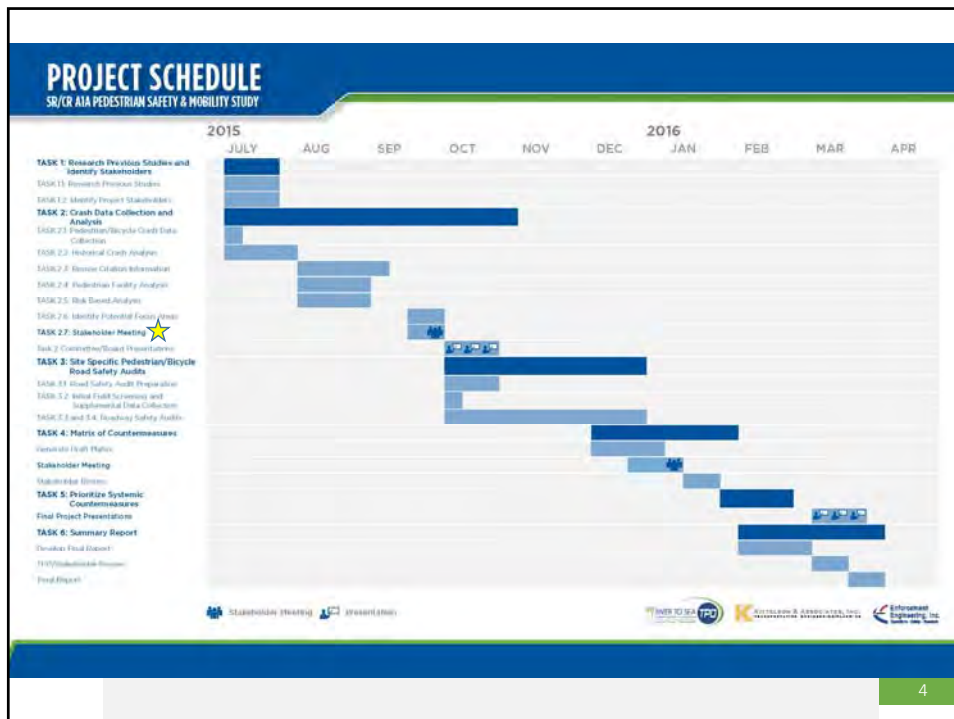 PROJECT SCHEDULE
SR/CR A1A PEDESTRIAN SAFETY & MOBILITY STUDY
2015 2016
JULY AUG SEP OCT NOV DEC JAN FEB MAR APR
TASK 1: Research Previous Studies and
Identify Stakeholders
TASK 1.1: Research Previous Studies
TASK 1.2: Identify Project Stakeholders
TASK 2: Crash Data Collection and
Analysis
TASK 2.1: Pedestrian/Bicycle Crash Data
Collection
TASK 2.2: Historical Crash Analysis
TASK 2.3: Review Citation Information
TASK 2.4: Pedestrian Facility Analysis
TASK 2.5: Risk Based Analysis
TASK 2.6: Identify Potential Focus Areas
TASK 2.7: Stakeholder Meeting
Task 2 Committee/Board Presentations
TASK 3: Site Specific Pedestrian/Bicycle
Road Safety Audits
TASK 3.1: Road Safety Audit Preparation
TASK 3.2: Initial Field Screening and
Supplemental Data Collection
TASK 3.3 and 3.4: Roadway Safety Audits
TASK 4: Matrix of Countermeasures
Generate Draft Matrix
Stakeholder Meeting
Stakeholder Review
TASK 5: Prioritize Systemic
Countermeasures
Final Project Presentations
TASK 6: Summary Report
Develop Final Report
TPO/Stakeholder Review
Final Report
Stakeholder Meeting Presentation
RIVER TO SEA TPO
KITTELSON & ASSOCIATES, INC.
Enforcement
Engineering, Inc.
4